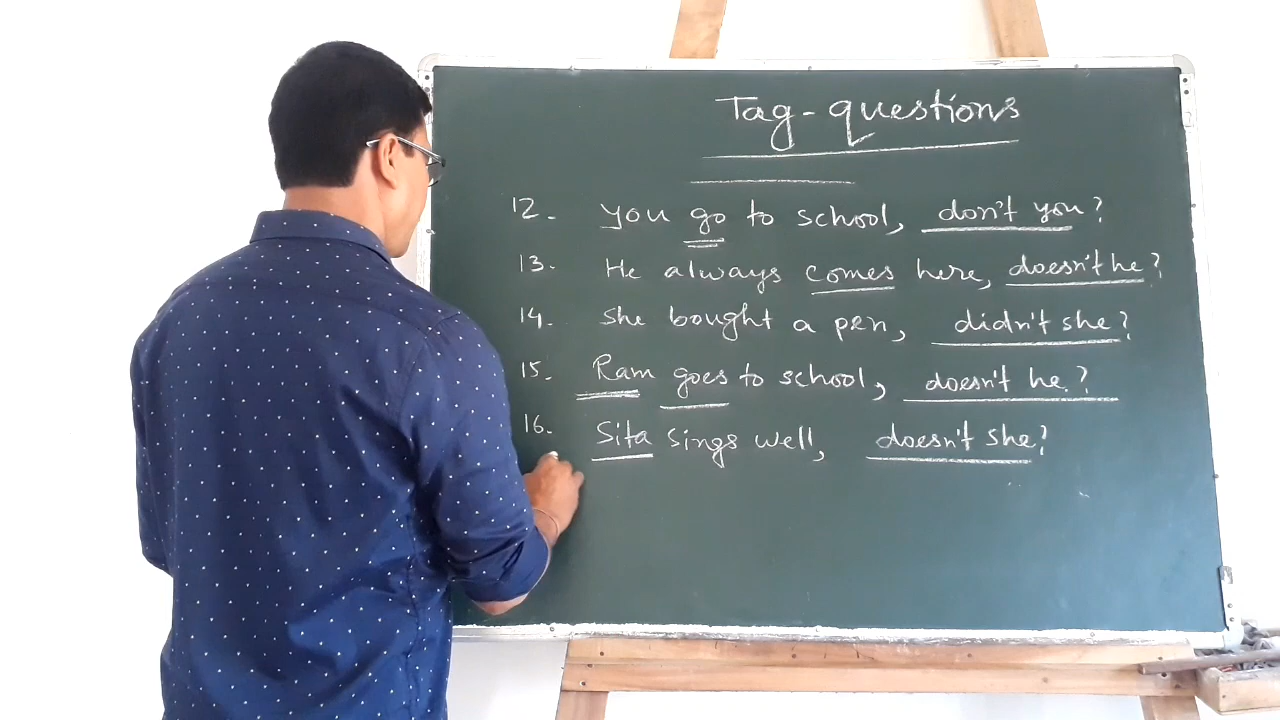 Tag-questions
12. You go to school, don't you?
13. He always comes here, doesn't he?
14. She bought a pen, didn't she?
15. Ram goes to school, doesn't he?
16. Sita sings well, doesn't she?